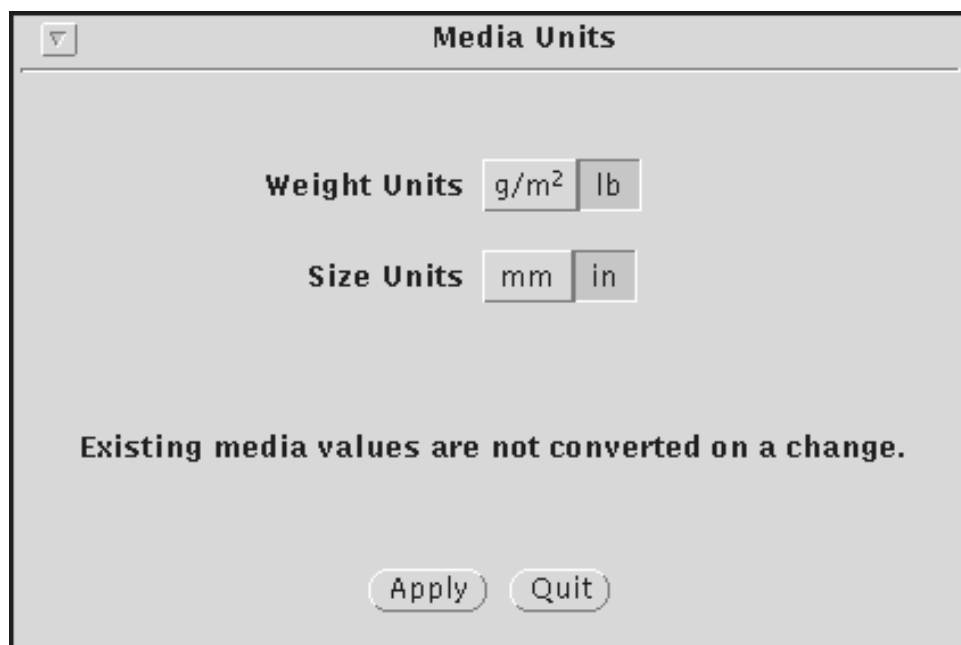 Media Units
Weight Units g/m² lb
Size Units mm in
Existing media values are not converted on a change.
Apply Quit